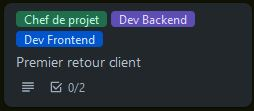 Chef de projet Dev Backend
Dev Frontend
Premier retour client
0/2